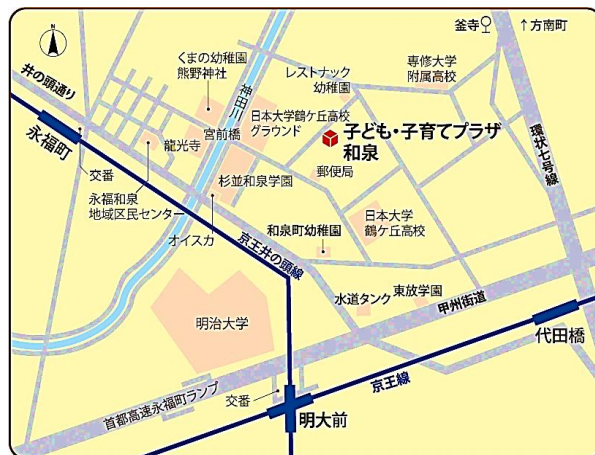 釜寺
↑方南町
くまの幼稚園
熊野神社
レストナック
幼稚園
専修大学
附属高校
井の頭通り
神田川
環状七号線
永福町
龍光寺
宮前橋
日本大学鶴ケ丘高校
グラウンド
子ども・子育てプラザ
和泉
交番
永福和泉
地域区民センター
杉並和泉学園
郵便局
オイスカ
日本大学
鶴ケ丘高校
和泉町幼稚園
京王井の頭線
水道タンク
東放学園
甲州街道
明治大学
代田橋
首都高速永福町ランプ
交番
京王線
明大前